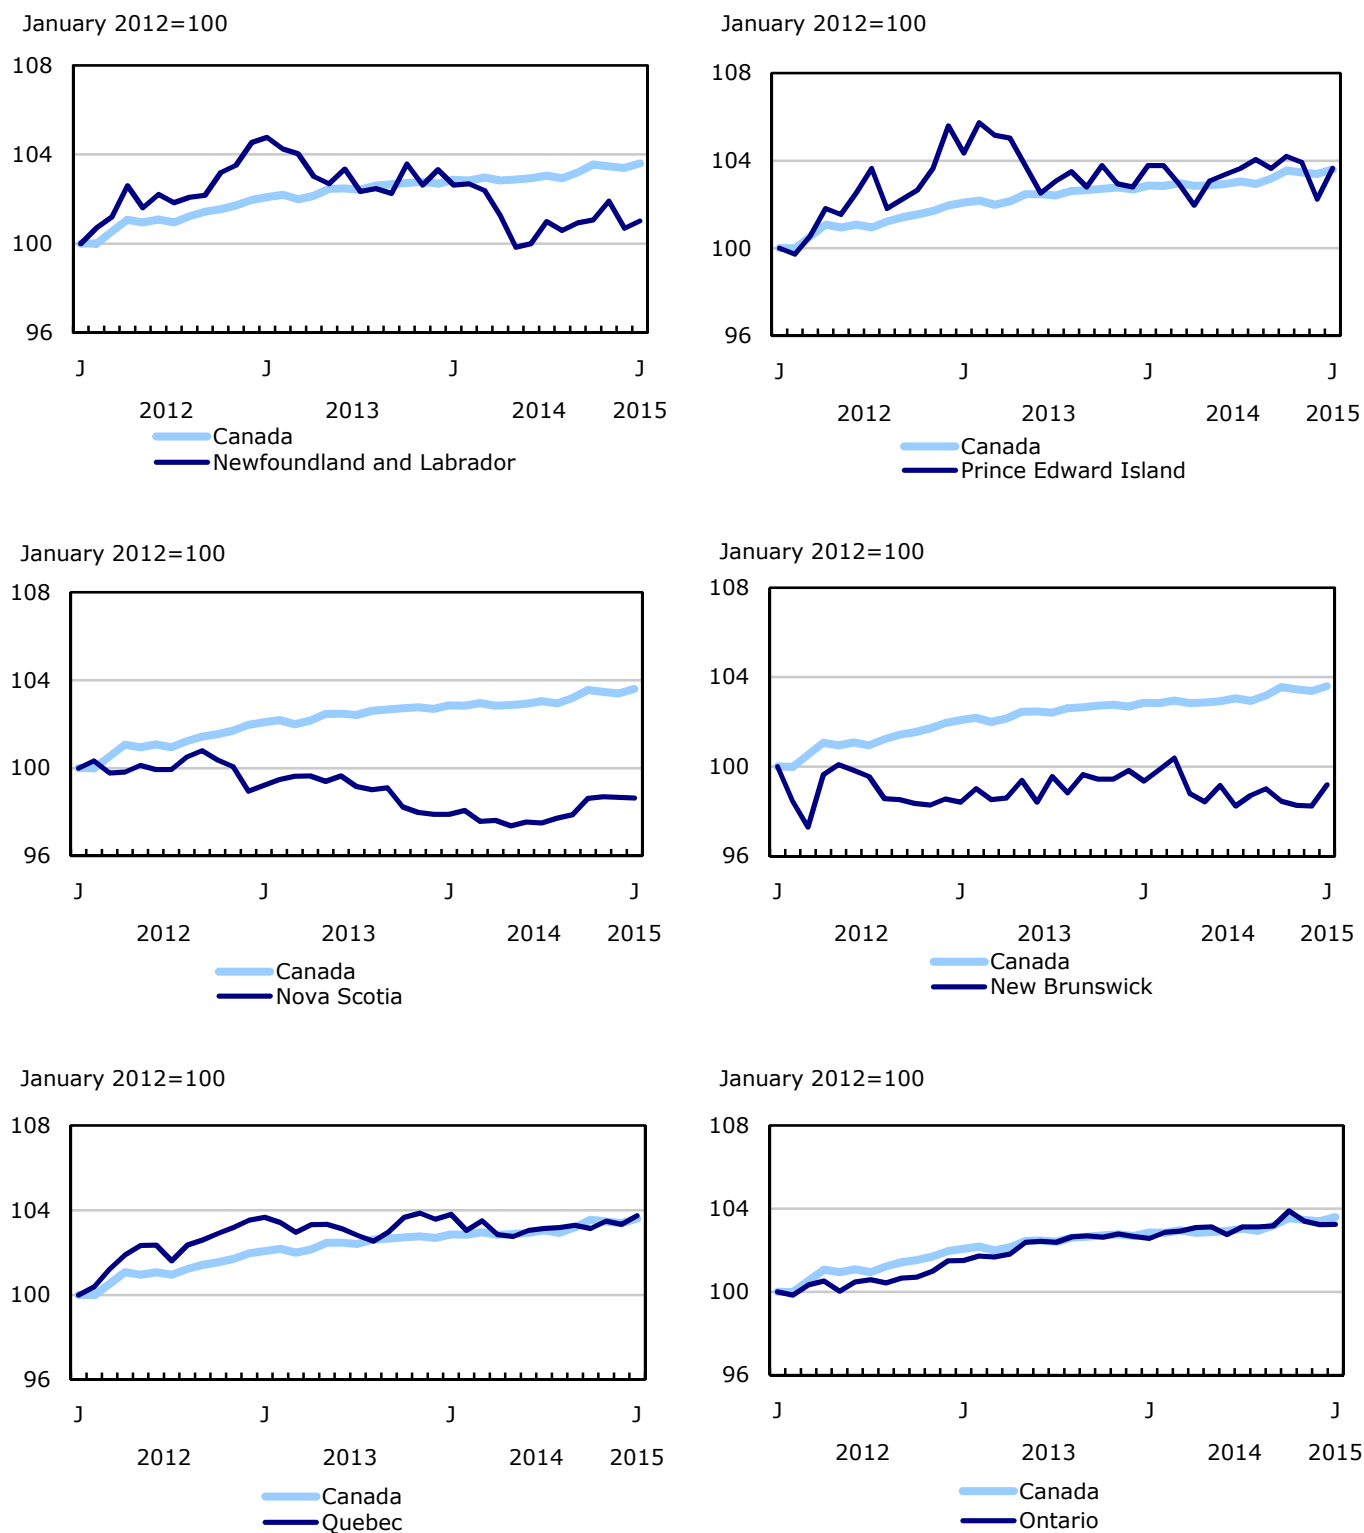 January 2012=100
108
104
100
96
J J J J
2012 2013 2014 2015
Canada
Newfoundland and Labrador
January 2012=100
108
104
100
96
J J J J
2012 2013 2014 2015
Canada
Prince Edward Island
January 2012=100
108
104
100
96
J J J J
2012 2013 2014 2015
Canada
Nova Scotia
January 2012=100
108
104
100
96
J J J J
2012 2013 2014 2015
Canada
New Brunswick
January 2012=100
108
104
100
96
J J J J
2012 2013 2014 2015
Canada
Quebec
January 2012=100
108
104
100
96
J J J J
2012 2013 2014 2015
Canada
Ontario